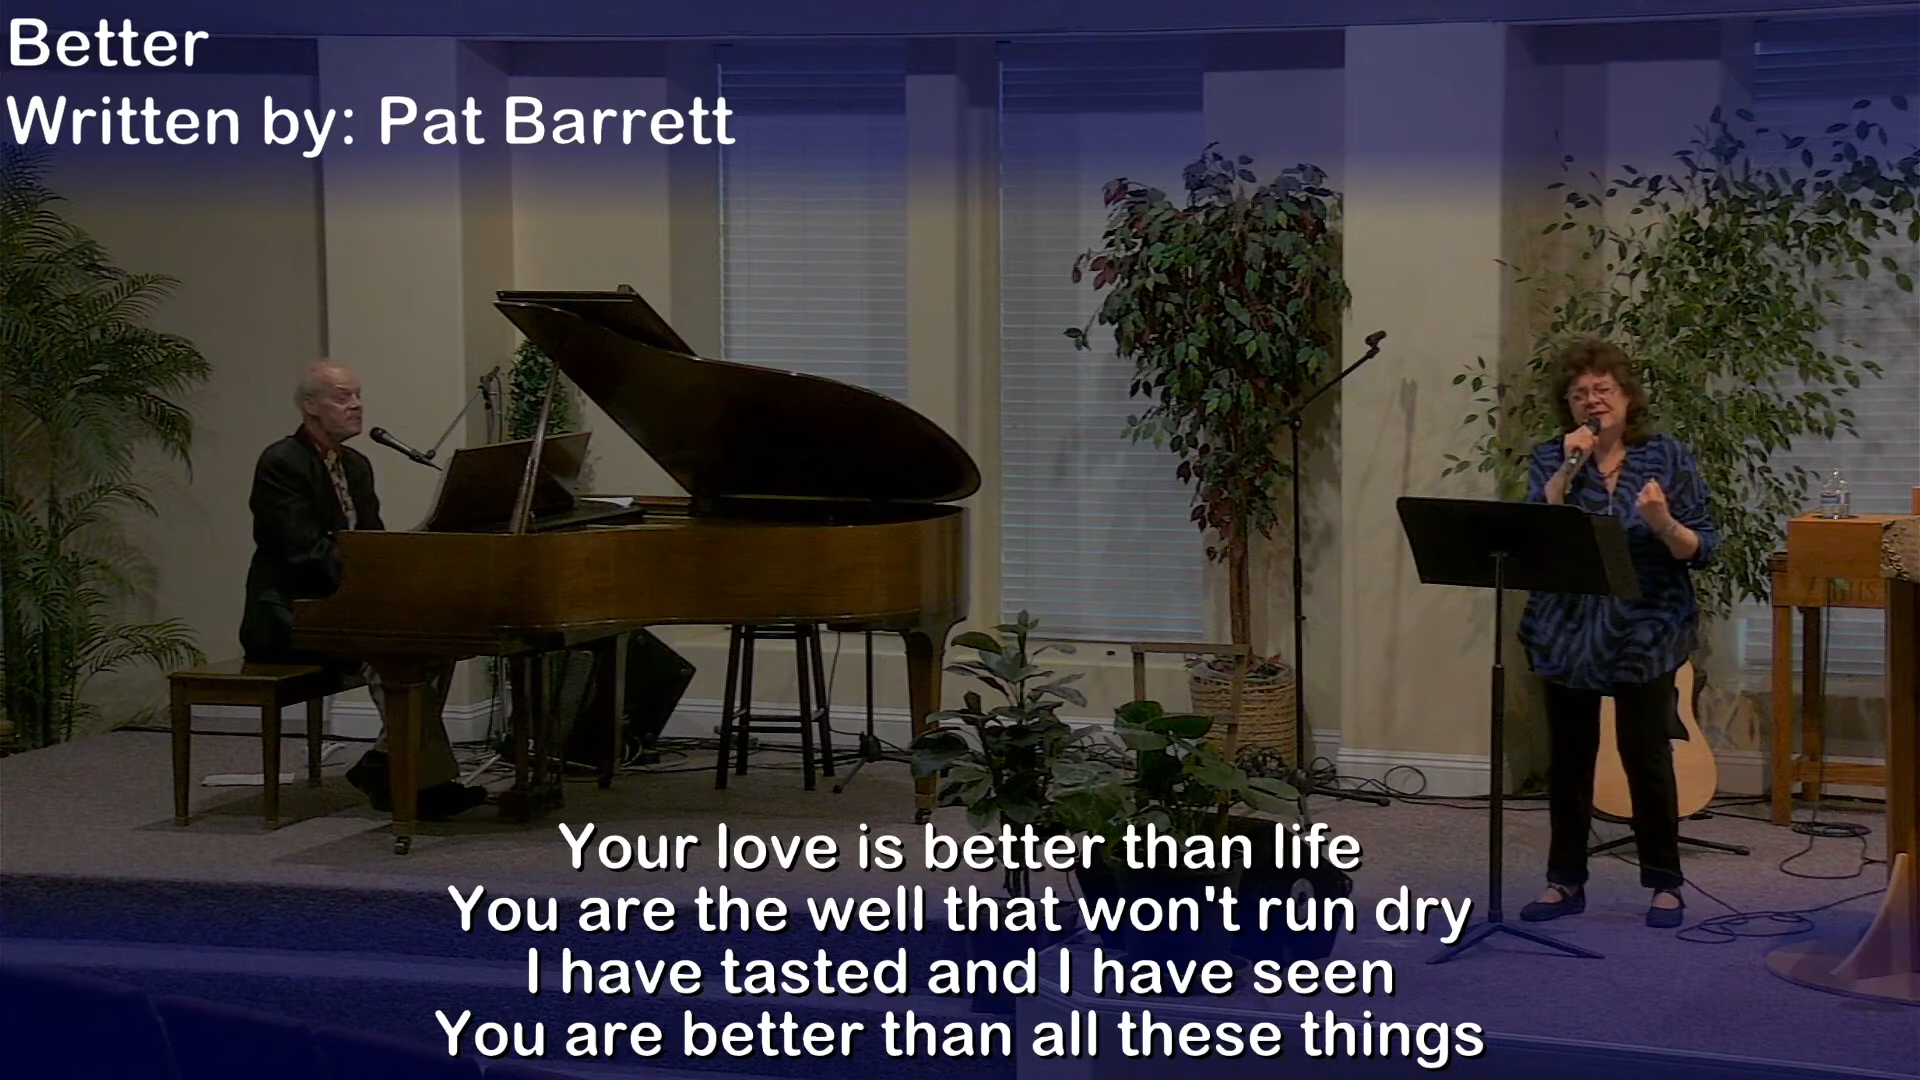 Better
Written by: Pat Barrett
Your love is better than life
You are the well that won't run dry
I have tasted and I have seen
You are better than all these things